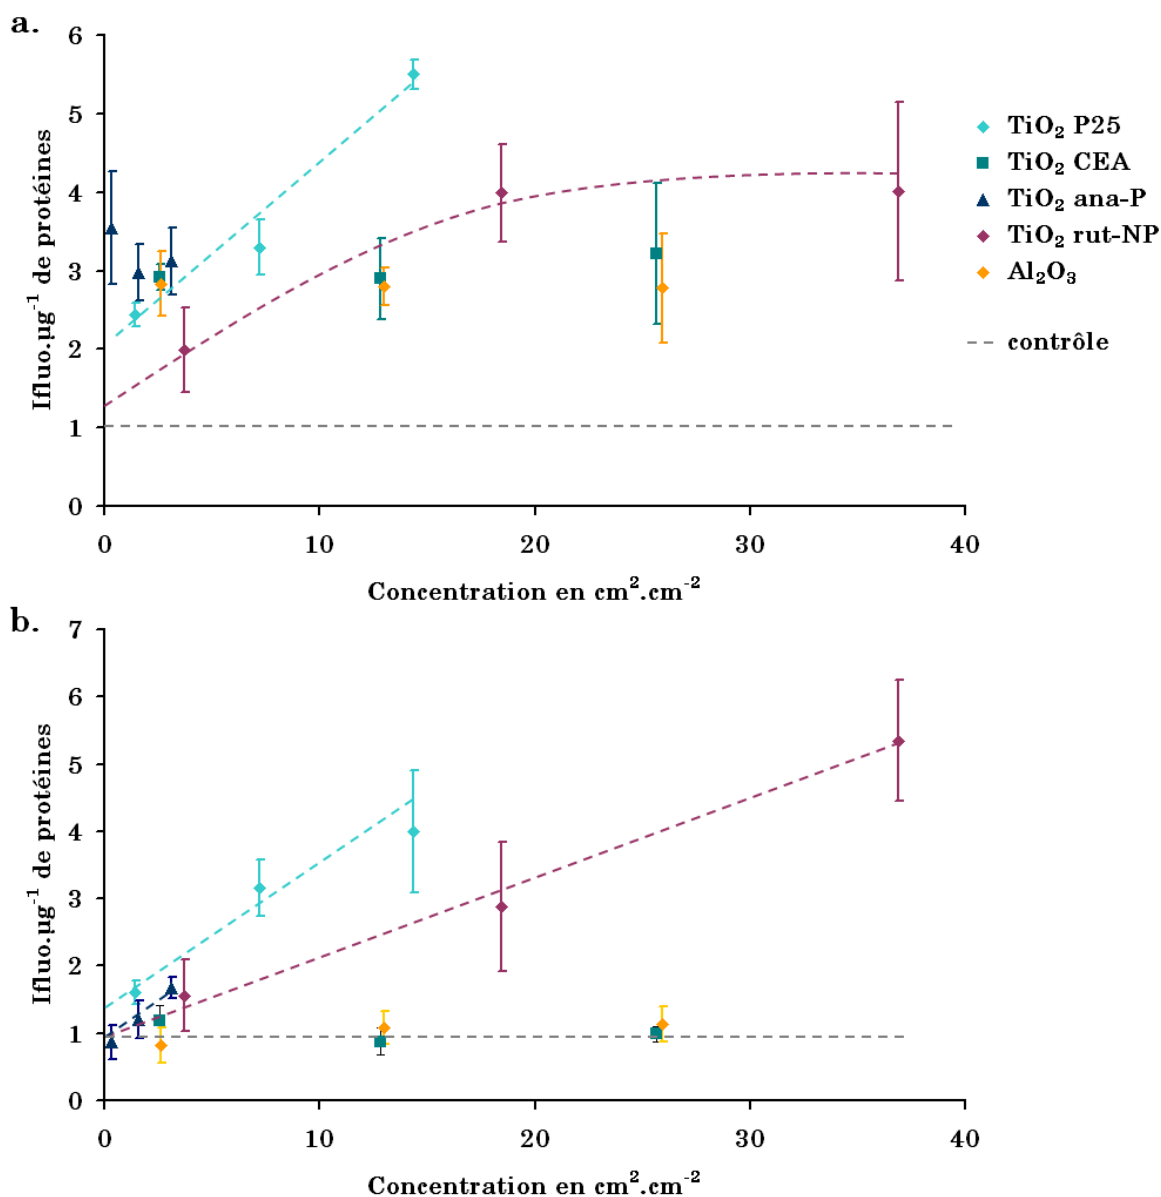 a.
6
5
4
3
2
1
0
Ifluo.µg⁻¹ de protéines
0 10 20 30 40
Concentration en cm².cm⁻²
TiO₂ P25
TiO₂ CEA
TiO₂ ana-P
TiO₂ rut-NP
Al₂O₃
contrôle
b.
7
6
5
4
3
2
1
0
Ifluo.µg⁻¹ de protéines
0 10 20 30 40
Concentration en cm².cm⁻²